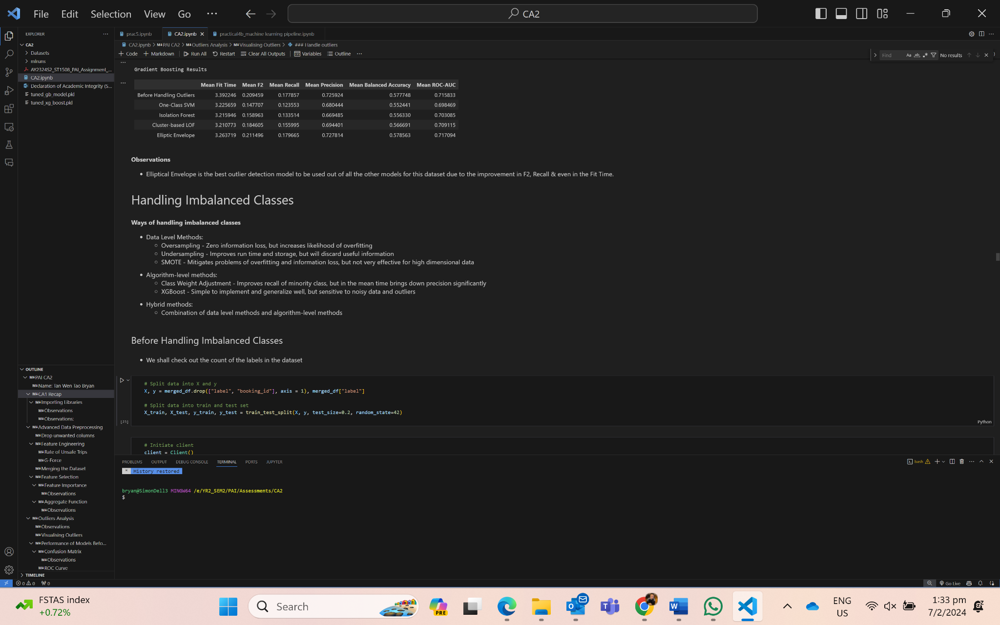 File Edit Selection View Go ··· CA2
EXPLORER ···
CA2
Datasets
mlruns
AY2324S2_ST1508_PAI_Assignment_...
CA2.ipynb
Declaration of Academic Integrity (S...
tuned_gb_model.pkl
tuned_xg_boost.pkl
OUTLINE
PAI CA2
Name: Tan Wen Tao Bryan
CA1 Recap
Importing Libraries
Observations
Observations:
Advanced Data Preprocessing
Drop unwanted columns
Feature Engineering
Rate of Unsafe Trips
G-Force
Merging the Dataset
Feature Selection
Feature Importance
Observations
Aggregate Function
Observations
Outliers Analysis
Observations
Visualising Outliers
Performance of Models Befo...
Confusion Matrix
Observations
ROC Curve
TIMELINE
prac5.ipynb CA2.ipynb practical4b_machine learning pipeline.ipynb
CA2.ipynb > M↓PAI CA2 > M↓Outliers Analysis > M↓Visualising Outliers > ### Handle outliers
+ Code + Markdown Run All Restart Clear All Outputs Variables Outline ···
Find Aa ab No results
Gradient Boosting Results
Mean Fit Time Mean F2 Mean Recall Mean Precision Mean Balanced Accuracy Mean ROC-AUC
Before Handling Outliers 3.392246 0.209459 0.177857 0.725924 0.577748 0.715833
One-Class SVM 3.225659 0.147707 0.123553 0.680444 0.552441 0.698469
Isolation Forest 3.215946 0.158963 0.133514 0.669485 0.556330 0.703085
Cluster-based LOF 3.210773 0.184605 0.155995 0.694401 0.566691 0.709115
Elliptic Envelope 3.263719 0.211496 0.179665 0.727814 0.578563 0.717094
Observations
• Elliptical Envelope is the best outlier detection model to be used out of all the other models for this dataset due to the improvement in F2, Recall & even in the Fit Time.
Handling Imbalanced Classes
Ways of handling imbalanced classes
• Data Level Methods:
Oversampling - Zero information loss, but increases likelihood of overfitting
Undersampling - Improves run time and storage, but will discard useful information
SMOTE - Mitigates problems of overfitting and information loss, but not very effective for high dimensional data
• Algorithm-level methods:
Class Weight Adjustment - Improves recall of minority class, but in the mean time brings down precision significantly
XGBoost - Simple to implement and generalize well, but sensitive to noisy data and outliers
• Hybrid methods:
Combination of data level methods and algorithm-level methods
Before Handling Imbalanced Classes
• We shall check out the count of the labels in the dataset
# Split data into X and y
X, y = merged_df.drop(["label", "booking_id"], axis = 1), merged_df["label"]
# Split data into train and test set
X_train, X_test, y_train, y_test = train_test_split(X, y, test_size=0.2, random_state=42)
[23] Python
# Initiate client
client = Client()
PROBLEMS OUTPUT DEBUG CONSOLE TERMINAL PORTS JUPYTER bash
* History restored
bryan@SimonDell3 MINGW64 /e/YR2_SEM2/PAI/Assessments/CA2
$
0 0 0 Go Live
FSTAS index
+0.72%
Search
PRE
ENG
US
1:33 pm
7/2/2024